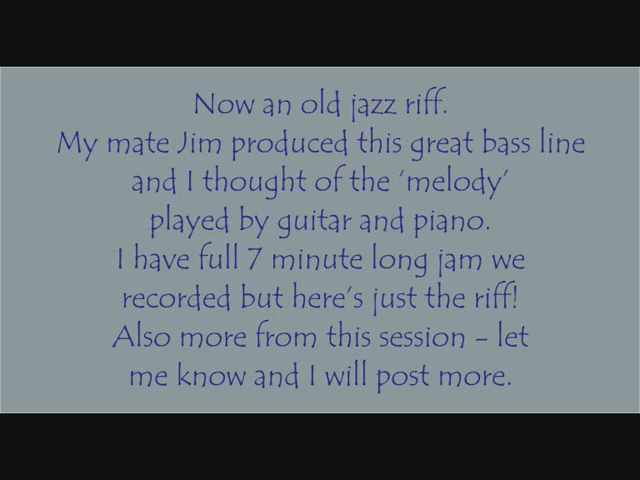 Now an old jazz riff.
My mate Jim produced this great bass line
and I thought of the ‘melody’
played by guitar and piano.
I have full 7 minute long jam we
recorded but here’s just the riff!
Also more from this session – let
me know and I will post more.